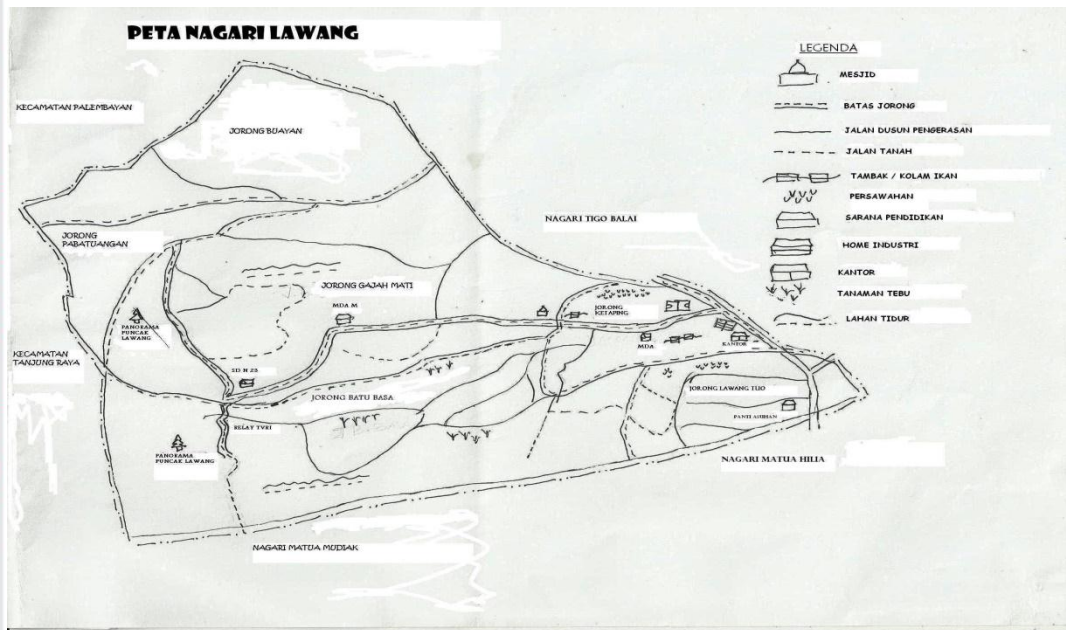 PETA NAGARI LAWANG
LEGENDA
MESJID
BATAS JORONG
JALAN DUSUN PENGERASAN
JALAN TANAH
TAMBAK / KOLAM IKAN
PERSAWAHAN
SARANA PENDIDIKAN
HOME INDUSTRI
KANTOR
TANAMAN TEBU
LAHAN TIDUR
KECAMATAN PALEMBAYAN
JORONG BUAYAN
NAGARI TIGO BALAI
JORONG
PABATUANGAN
JORONG GAJAH MATI
MDA M
JORONG
KETAPING
PANORAMA
PUNCAK
LAWANG
MDA
KANTOR
KECAMATAN
TANJUNG RAYA
SD N 23
JORONG BATU BASA
JORONG LAWANG TUO
PANTI ASUHAN
RELAY TVRI
PANORAMA
PUNCAK LAWANG
NAGARI MATUA HILIA
NAGARI MATUA MUDIAK